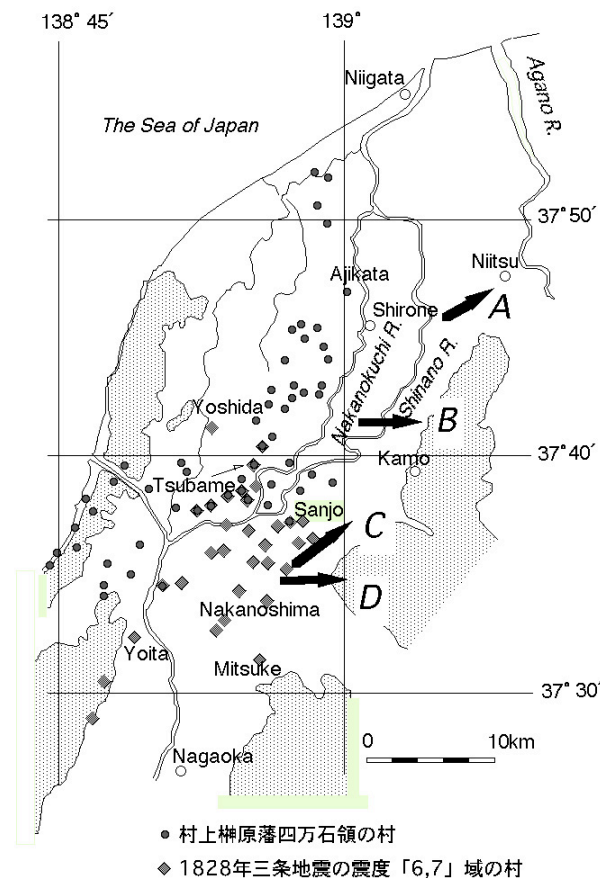 138° 45´
139°
Niigata
Agano R.
The Sea of Japan
37° 50´
Niitsu
Ajikata
A
Shirone
Nakanokuchi R.
Shinano R.
Yoshida
B
37° 40´
Kamo
Tsubame
Sanjo
C
D
Nakanoshima
Yoita
Mitsuke
37° 30´
0 10km
Nagaoka
村上榊原藩四万石領の村
1828年三条地震の震度「6,7」域の村